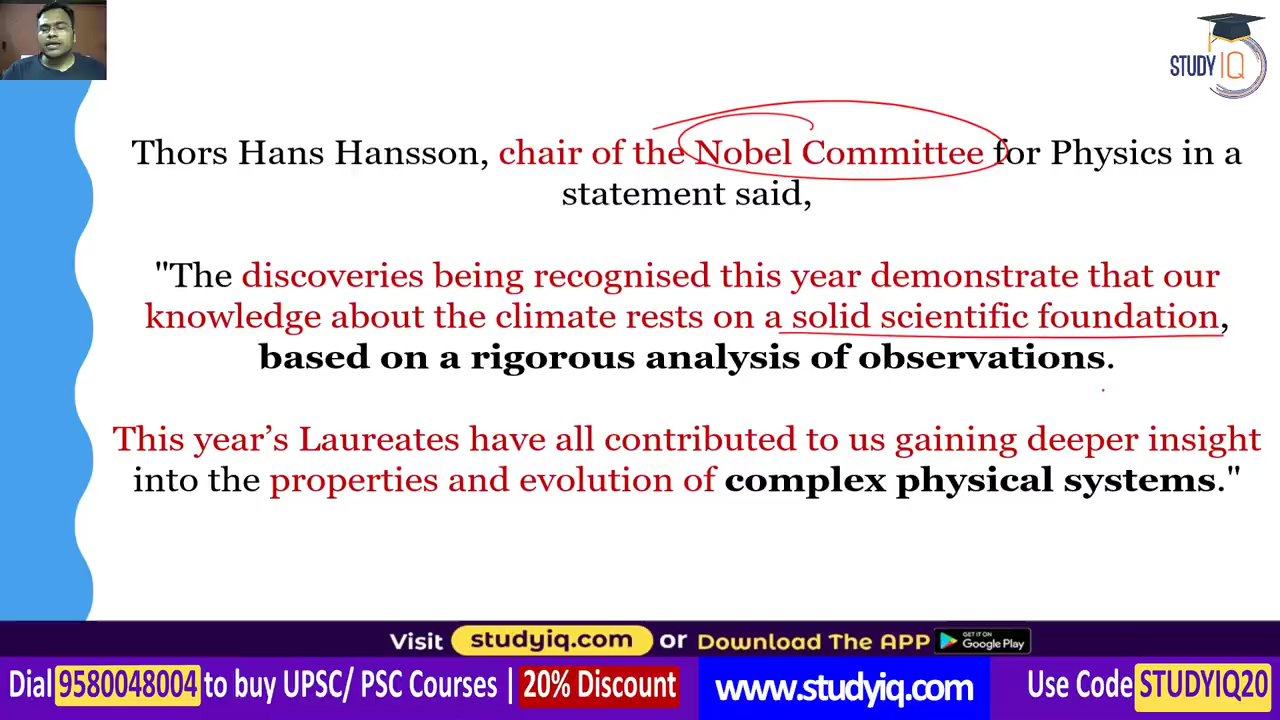 STUDY IQ
Thors Hans Hansson, chair of the Nobel Committee for Physics in a
statement said,
"The discoveries being recognised this year demonstrate that our
knowledge about the climate rests on a solid scientific foundation,
based on a rigorous analysis of observations.
This year’s Laureates have all contributed to us gaining deeper insight
into the properties and evolution of complex physical systems."
Visit studyiq.com or Download The APP GET IT ON Google Play
Dial 9580048004 to buy UPSC/ PSC Courses | 20% Discount www.studyiq.com Use Code STUDYIQ20